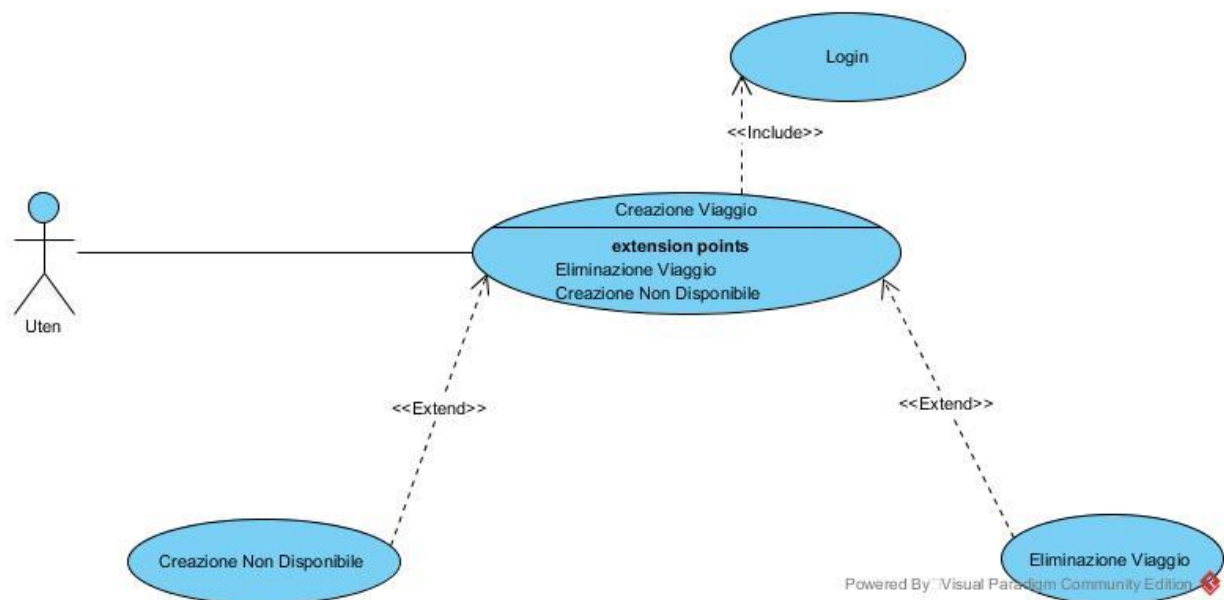 Login
<<Include>>
Creazione Viaggio
extension points
Eliminazione Viaggio
Creazione Non Disponibile
Uten
<<Extend>>
<<Extend>>
Creazione Non Disponibile
Eliminazione Viaggio
Powered By Visual Paradigm Community Edition